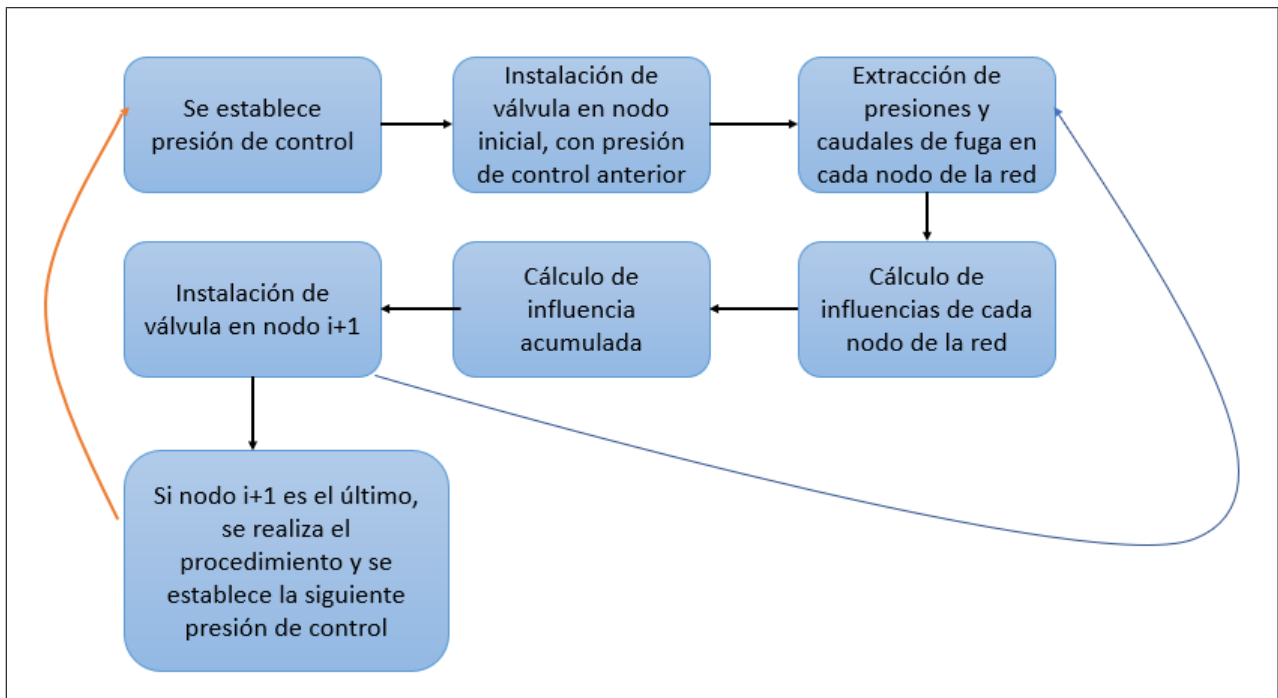 Se establece
presión de control
Instalación de
válvula en nodo
inicial, con presión
de control anterior
Extracción de
presiones y
caudales de fuga en
cada nodo de la red
Cálculo de
influencias de cada
nodo de la red
Cálculo de
influencia
acumulada
Instalación de
válvula en nodo i+1
Si nodo i+1 es el último,
se realiza el
procedimiento y se
establece la siguiente
presión de control